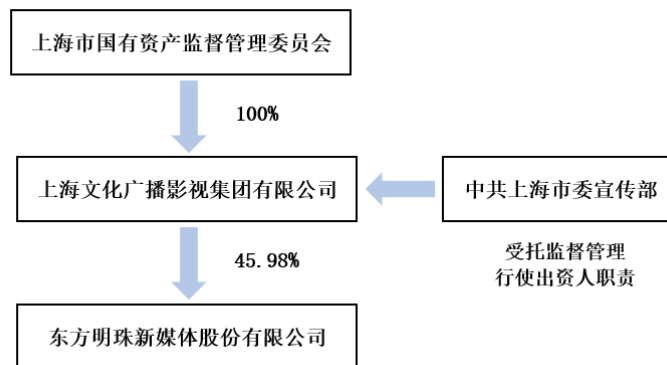 上海市国有资产监督管理委员会
100%
上海文化广播影视集团有限公司
中共上海市委宣传部
45.98%
受托监督管理
行使出资人职责
东方明珠新媒体股份有限公司